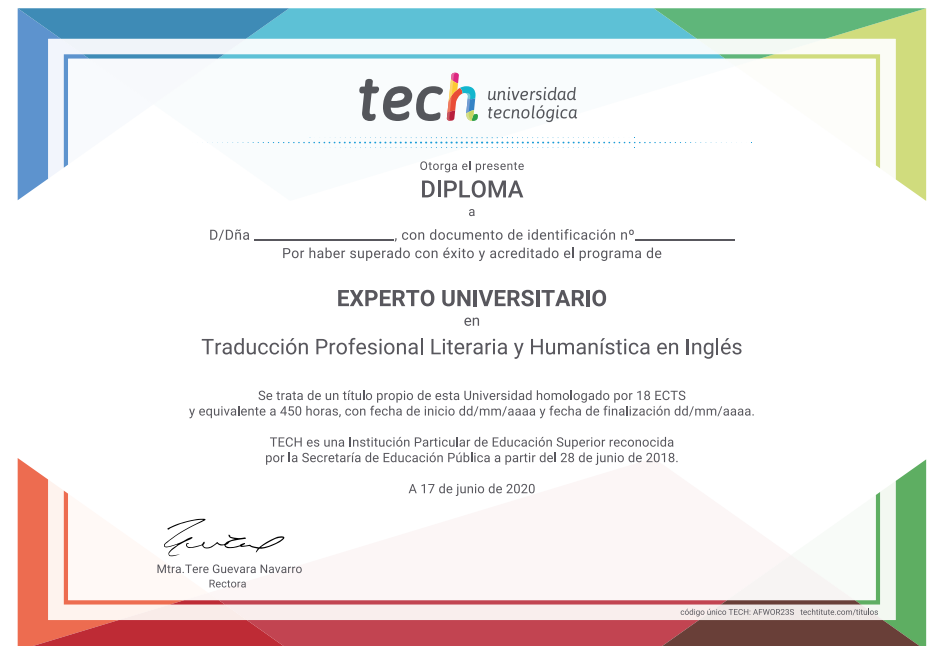 tech universidad
tecnológica
Otorga el presente
DIPLOMA
a
D/Dña ____________________, con documento de identificación nº______________
Por haber superado con éxito y acreditado el programa de
EXPERTO UNIVERSITARIO
en
Traducción Profesional Literaria y Humanística en Inglés
Se trata de un título propio de esta Universidad homologado por 18 ECTS
y equivalente a 450 horas, con fecha de inicio dd/mm/aaaa y fecha de finalización dd/mm/aaaa.
TECH es una Institución Particular de Educación Superior reconocida
por la Secretaría de Educación Pública a partir del 28 de junio de 2018.
A 17 de junio de 2020
Mtra.Tere Guevara Navarro
Rectora
código único TECH: AFWOR23S techtitute.com/titulos